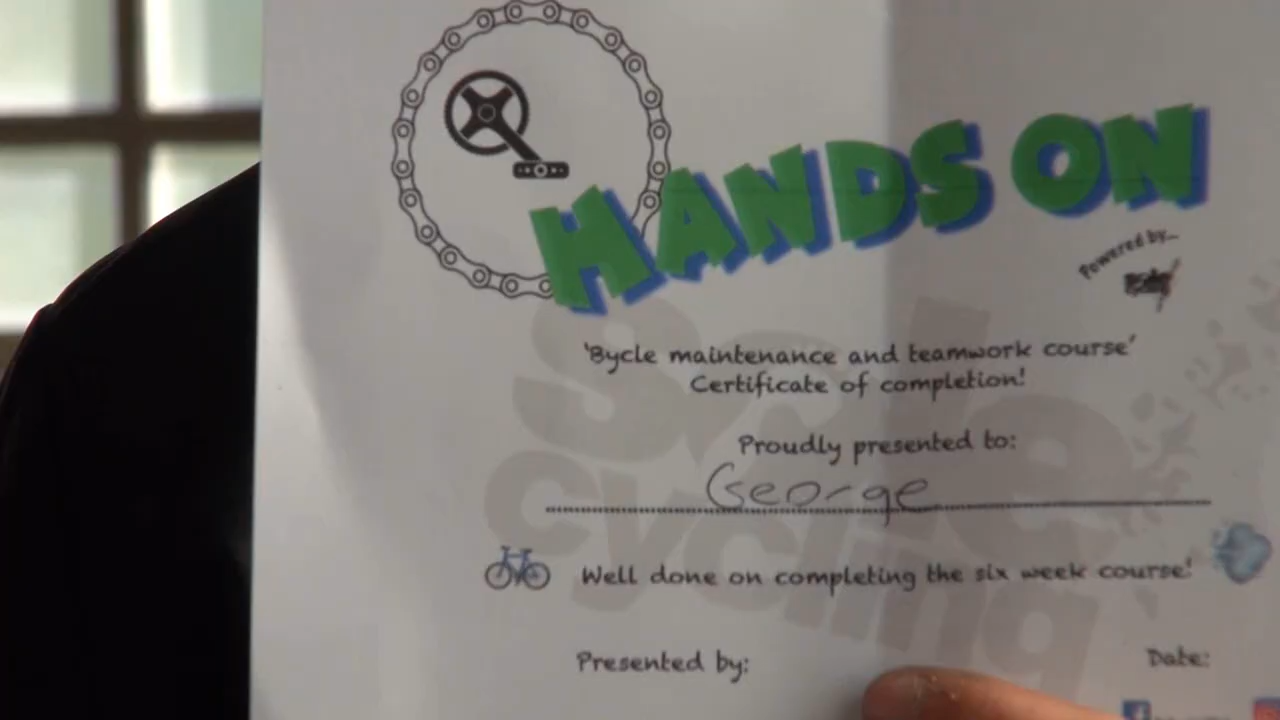 HANDS ON
Powered by...
'Bycle maintenance and teamwork course'
Certificate of completion!
Proudly presented to:
George
Well done on completing the six week course!
Presented by:
Date:
cycling